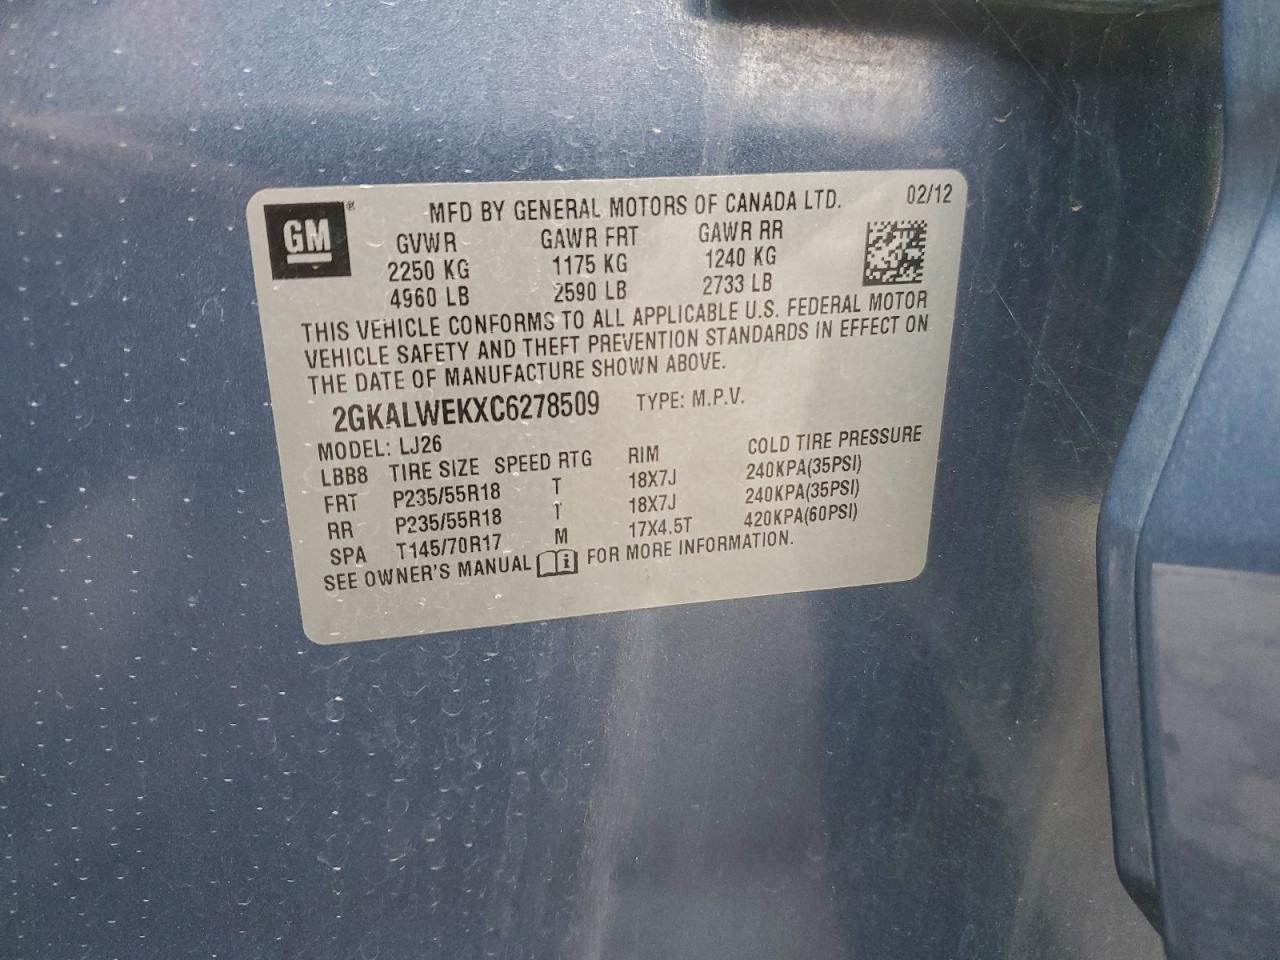 GM®
MFD BY GENERAL MOTORS OF CANADA LTD. 02/12
GVWR GAWR FRT GAWR RR
2250 KG 1175 KG 1240 KG
4960 LB 2590 LB 2733 LB
THIS VEHICLE CONFORMS TO ALL APPLICABLE U.S. FEDERAL MOTOR
VEHICLE SAFETY AND THEFT PREVENTION STANDARDS IN EFFECT ON
THE DATE OF MANUFACTURE SHOWN ABOVE.
2GKALWEKXC6278509 TYPE: M.P.V.
MODEL: LJ26
LBB8 TIRE SIZE SPEED RTG RIM COLD TIRE PRESSURE
FRT P235/55R18 T 18X7J 240KPA(35PSI)
RR P235/55R18 T 18X7J 240KPA(35PSI)
SPA T145/70R17 M 17X4.5T 420KPA(60PSI)
SEE OWNER'S MANUAL i FOR MORE INFORMATION.